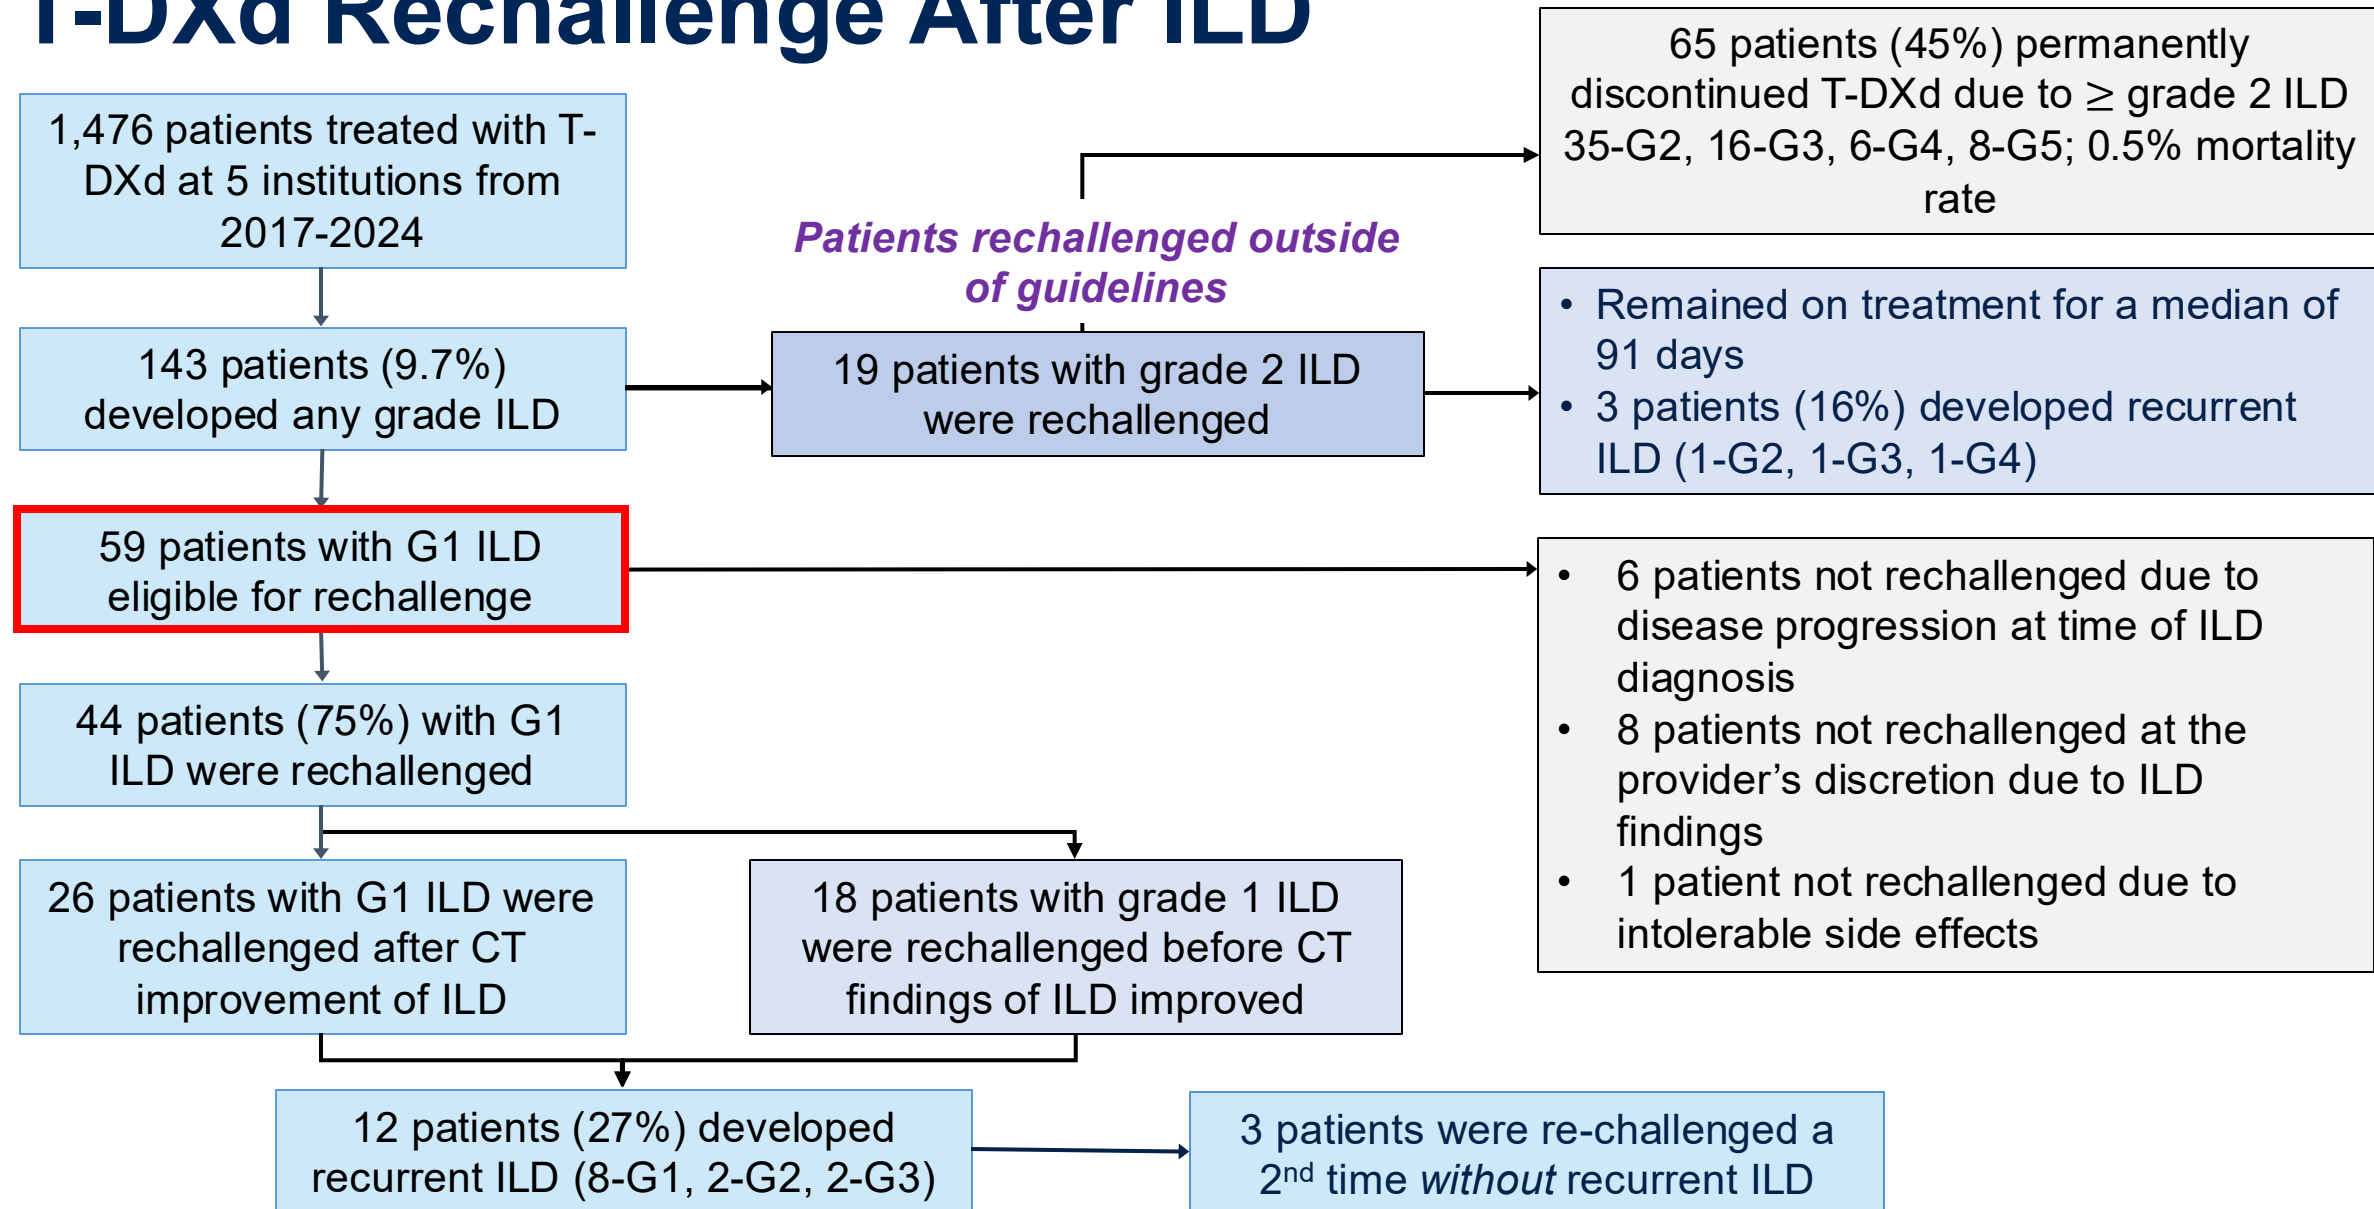 T-DXd Rechallenge After ILD
1,476 patients treated with T-
DXd at 5 institutions from
2017-2024
143 patients (9.7%)
developed any grade ILD
59 patients with G1 ILD
eligible for rechallenge
44 patients (75%) with G1
ILD were rechallenged
26 patients with G1 ILD were
rechallenged after CT
improvement of ILD
18 patients with grade 1 ILD
were rechallenged before CT
findings of ILD improved
12 patients (27%) developed
recurrent ILD (8-G1, 2-G2, 2-G3)
3 patients were re-challenged a
2nd time without recurrent ILD
Patients rechallenged outside
of guidelines
19 patients with grade 2 ILD
were rechallenged
65 patients (45%) permanently
discontinued T-DXd due to ≥ grade 2 ILD
35-G2, 16-G3, 6-G4, 8-G5; 0.5% mortality
rate
• Remained on treatment for a median of
91 days
• 3 patients (16%) developed recurrent
ILD (1-G2, 1-G3, 1-G4)
• 6 patients not rechallenged due to
disease progression at time of ILD
diagnosis
• 8 patients not rechallenged at the
provider’s discretion due to ILD
findings
• 1 patient not rechallenged due to
intolerable side effects